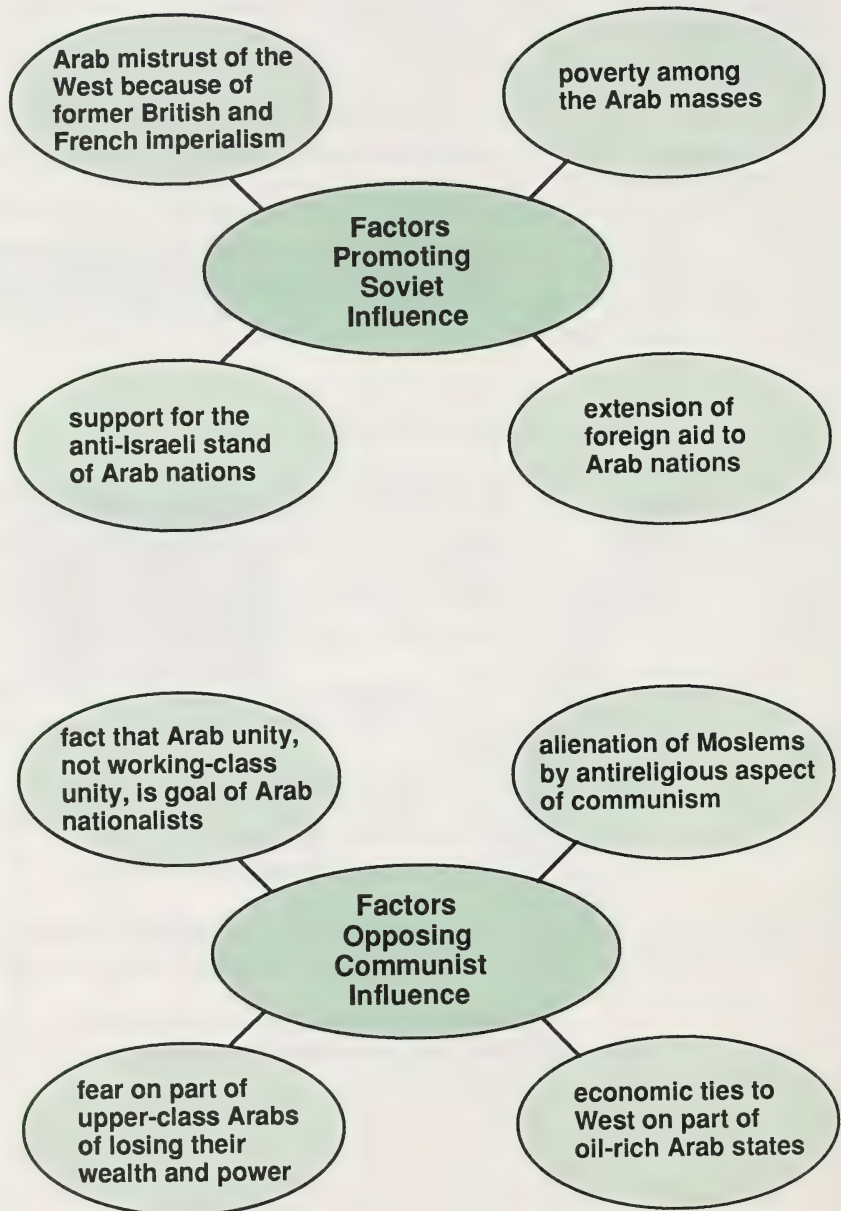 Arab mistrust of the
West because of
former British and
French imperialism
poverty among
the Arab masses
Factors
Promoting
Soviet
Influence
support for the
anti-Israeli stand
of Arab nations
extension of
foreign aid to
Arab nations
fact that Arab unity,
not working-class
unity, is goal of Arab
nationalists
alienation of Moslems
by antireligious aspect
of communism
Factors
Opposing
Communist
Influence
fear on part of
upper-class Arabs
of losing their
wealth and power
economic ties to
West on part of
oil-rich Arab states